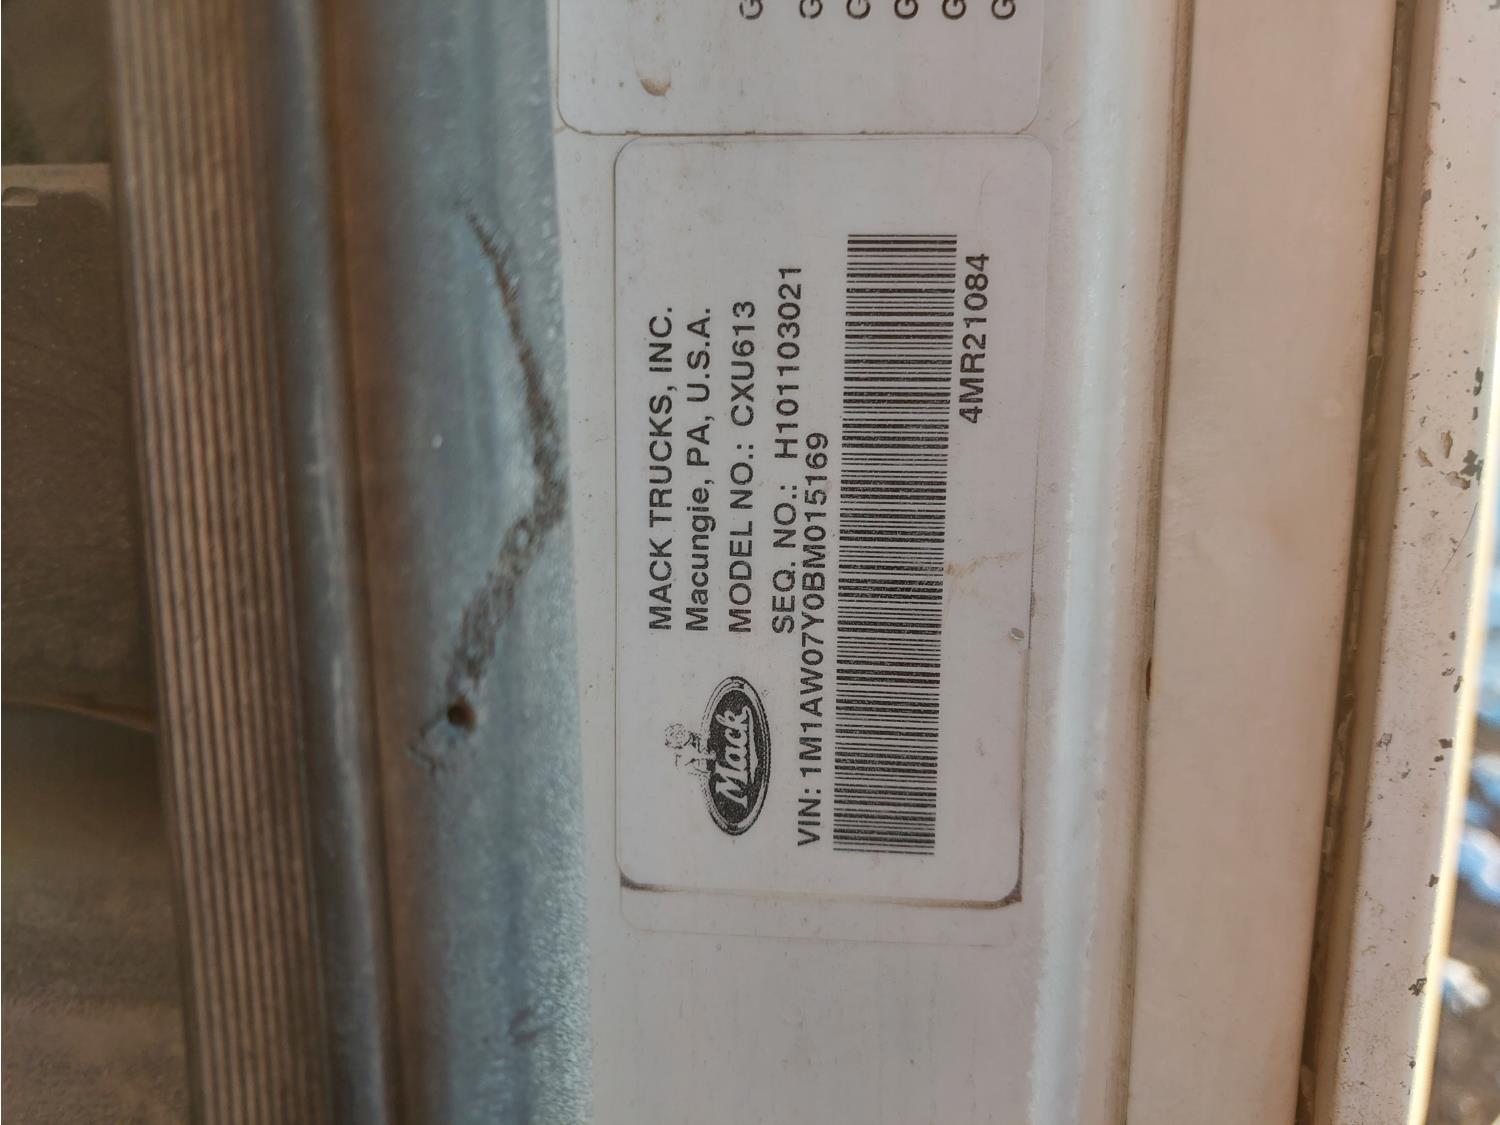 MACK TRUCKS, INC.
Macungie, PA, U.S.A.
MODEL NO.: CXU613
SEQ. NO.: H101103021
Mack
VIN: 1M1AW07Y0BM015169
4MR21084